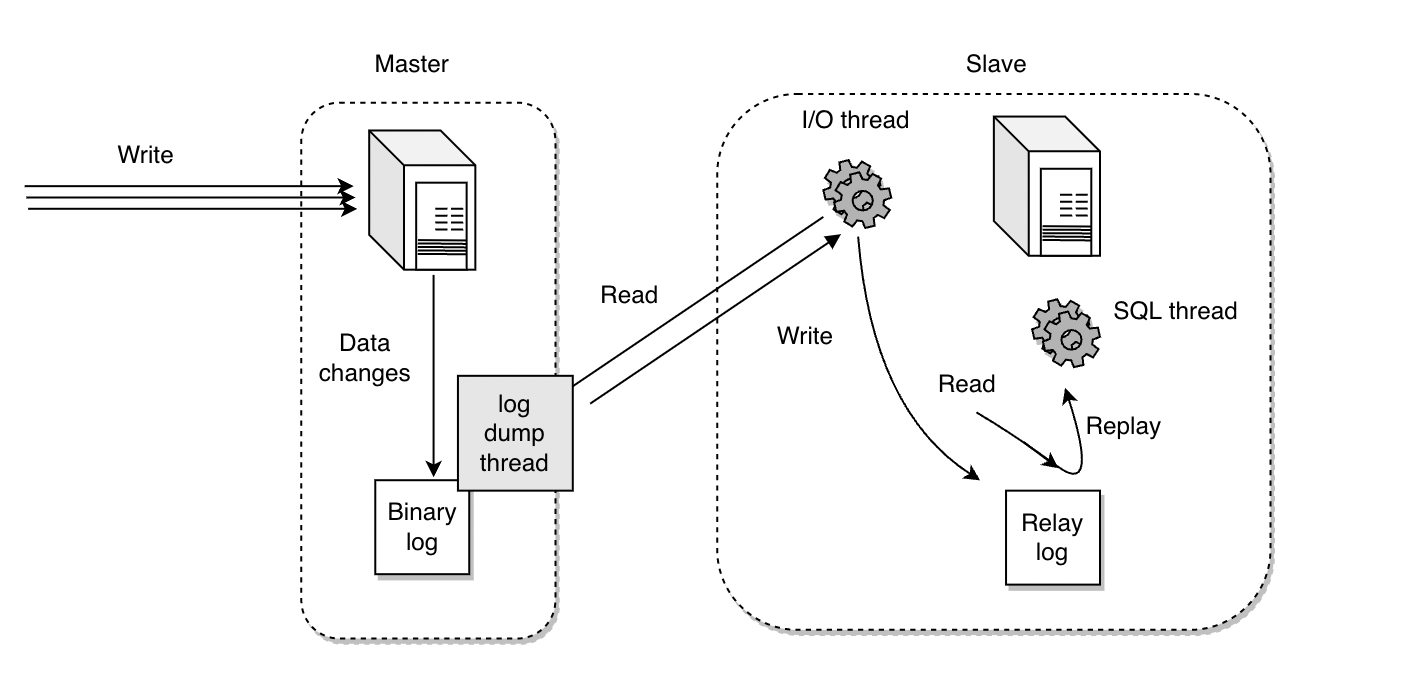 Master
Slave
I/O thread
Write
SQL thread
Read
Write
Data
changes
Read
log
dump
thread
Replay
Binary
log
Relay
log